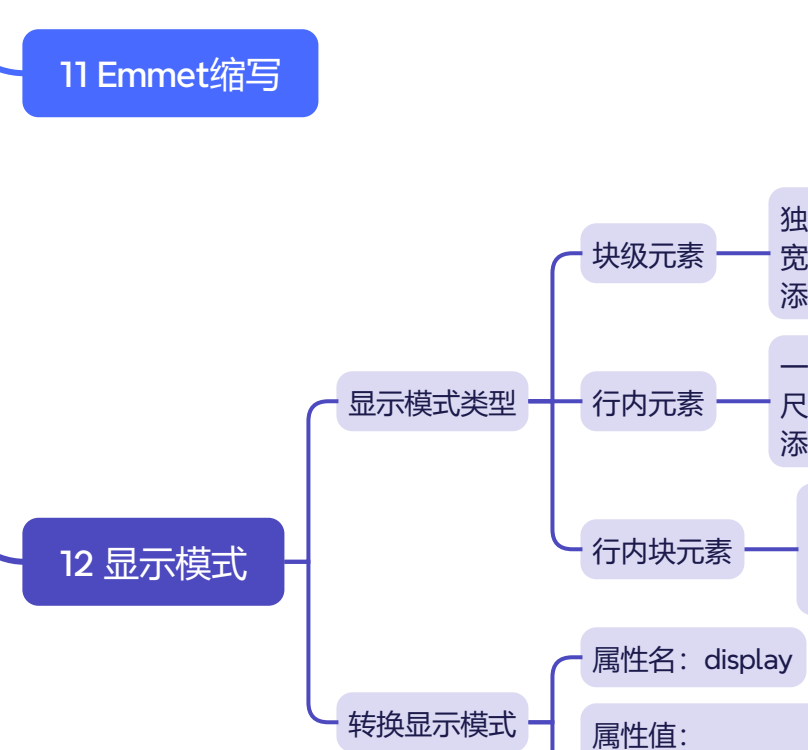 11 Emmet缩写
块级元素
独
宽
添
显示模式类型
行内元素
一
尺
添
12 显示模式
行内块元素
属性名：display
转换显示模式
属性值：